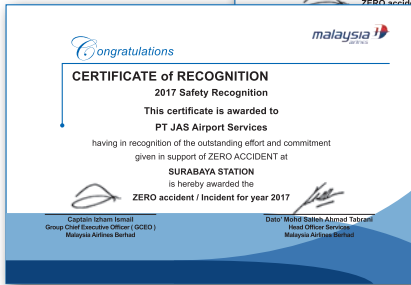 ZERO accide
malaysia
airlines
Congratulations
CERTIFICATE of RECOGNITION
2017 Safety Recognition
This certificate is awarded to
PT JAS Airport Services
having in recognition of the outstanding effort and commitment
given in support of ZERO ACCIDENT at
SURABAYA STATION
is hereby awarded the
ZERO accident / Incident for year 2017
Captain Izham Ismail
Group Chief Executive Officer ( GCEO )
Malaysia Airlines Berhad
Dato' Mohd Salleh Ahmad Tabrani
Head Officer Services
Malaysia Airlines Berhad